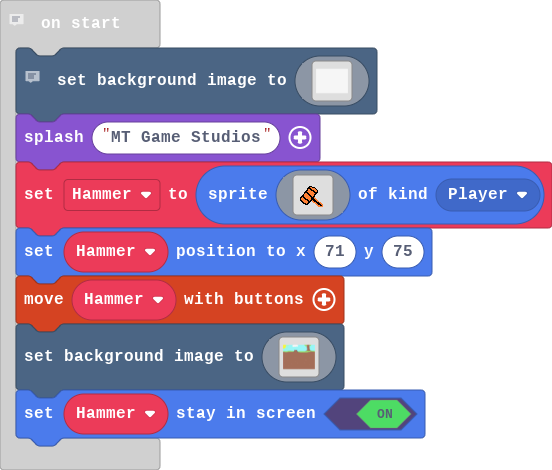 on start
set background image to
splash "MT Game Studios"
set Hammer to sprite of kind Player
set Hammer position to x 71 y 75
move Hammer with buttons
set background image to
set Hammer stay in screen ON